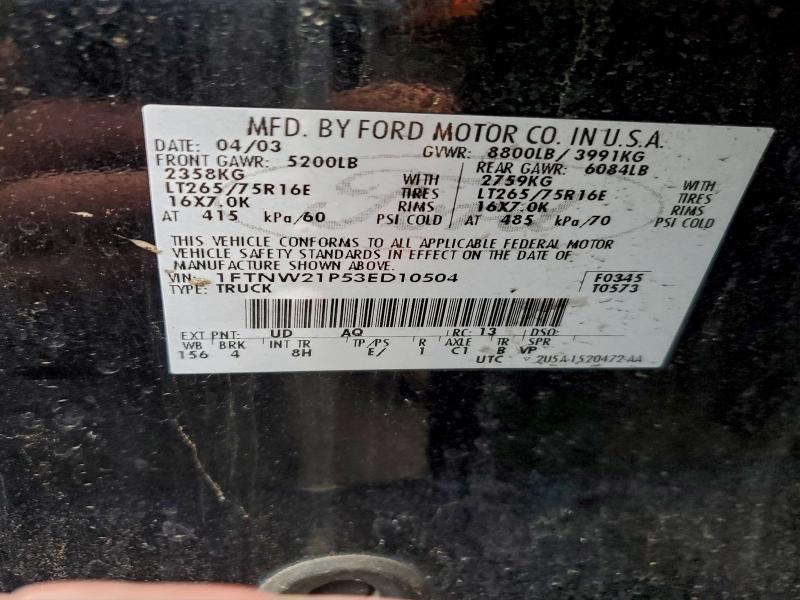 MFD. BY FORD MOTOR CO. IN U.S.A.
DATE: 04/03 GVWR: 8800LB/ 3991KG
FRONT GAWR: 5200LB REAR GAWR: 6084LB
2358KG WITH 2759KG WITH
LT265/75R16E TIRES LT265/75R16E TIRES
16X7.0K RIMS 16X7.0K RIMS
AT 415 kPa/60 PSI COLD AT 485 kPa/70 PSI COLD
THIS VEHICLE CONFORMS TO ALL APPLICABLE FEDERAL MOTOR
VEHICLE SAFETY STANDARDS IN EFFECT ON THE DATE OF
MANUFACTURE SHOWN ABOVE.
VIN: 1FTNW21P53ED10504 F0345
TYPE: TRUCK T0573
EXT PNT: UD AQ RC: 13 DSO:
WB BRK INT TR TP/PS R AXLE TR SPR
156 4 8H E/ 1 C1 B VP
UTC 2U5A-1520472-AA
Ford